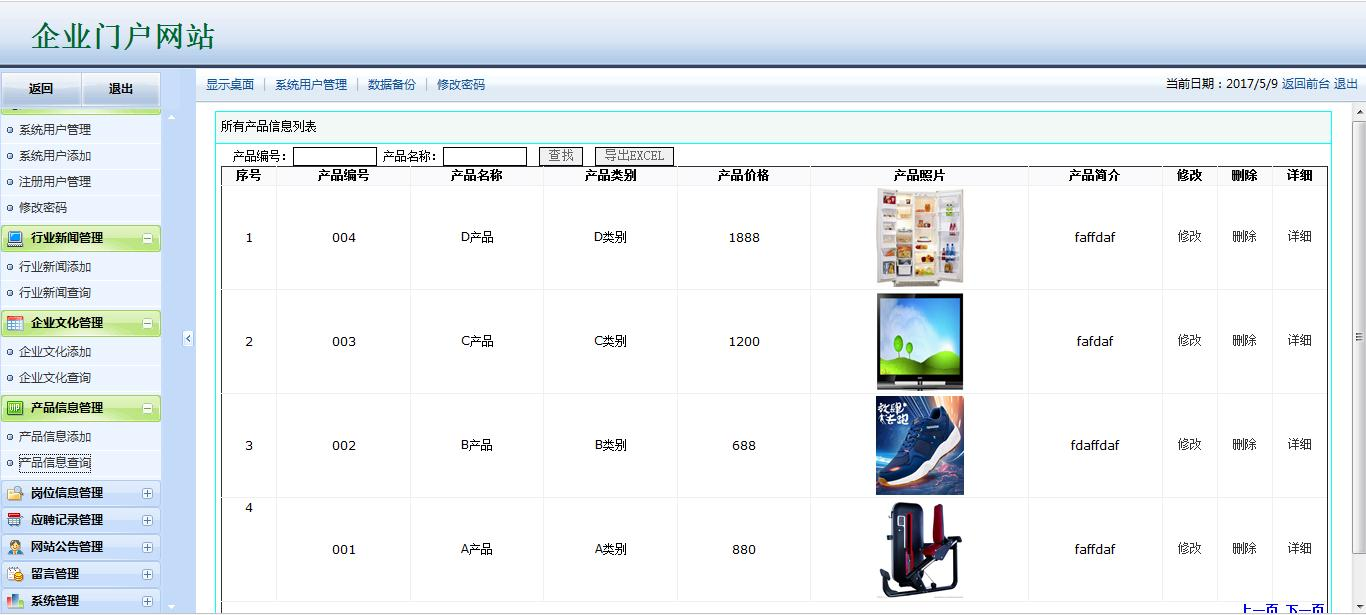 企业门户网站
返回 退出
显示桌面 系统用户管理 数据备份 修改密码
当前日期：2017/5/9 返回前台 退出
系统用户管理
系统用户添加
注册用户管理
修改密码
行业新闻管理
行业新闻添加
行业新闻查询
企业文化管理
企业文化添加
企业文化查询
产品信息管理
产品信息添加
产品信息查询
岗位信息管理
应聘记录管理
网站公告管理
留言管理
系统管理
所有产品信息列表
产品编号： 产品名称： 查找 导出EXCEL
序号 产品编号 产品名称 产品类别 产品价格 产品照片 产品简介 修改 删除 详细
1 004 D产品 D类别 1888 faffdaf 修改 删除 详细
2 003 C产品 C类别 1200 fafdaf 修改 删除 详细
3 002 B产品 B类别 688 fdaffdaf 修改 删除 详细
4 001 A产品 A类别 880 faffdaf 修改 删除 详细
上一页 下一页